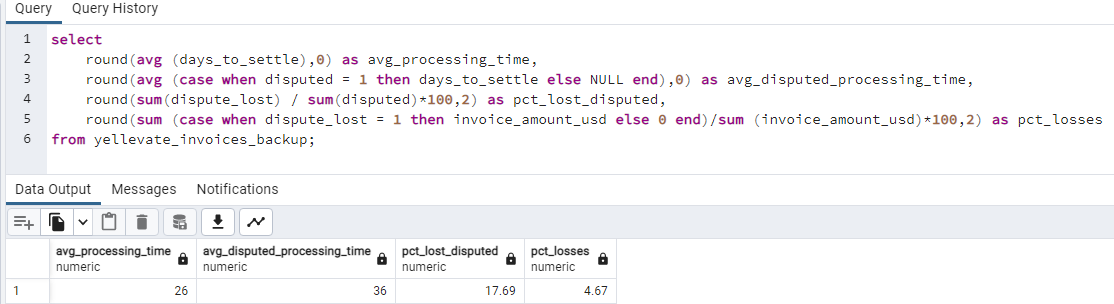 Query Query History
1 select
2 round(avg (days_to_settle),0) as avg_processing_time,
3 round(avg (case when disputed = 1 then days_to_settle else NULL end),0) as avg_disputed_processing_time,
4 round(sum(dispute_lost) / sum(disputed)*100,2) as pct_lost_disputed,
5 round(sum (case when dispute_lost = 1 then invoice_amount_usd else 0 end)/sum (invoice_amount_usd)*100,2) as pct_losses
6 from yellevate_invoices_backup;
Data Output Messages Notifications
avg_processing_time avg_disputed_processing_time pct_lost_disputed pct_losses
numeric numeric numeric numeric
1 26 36 17.69 4.67